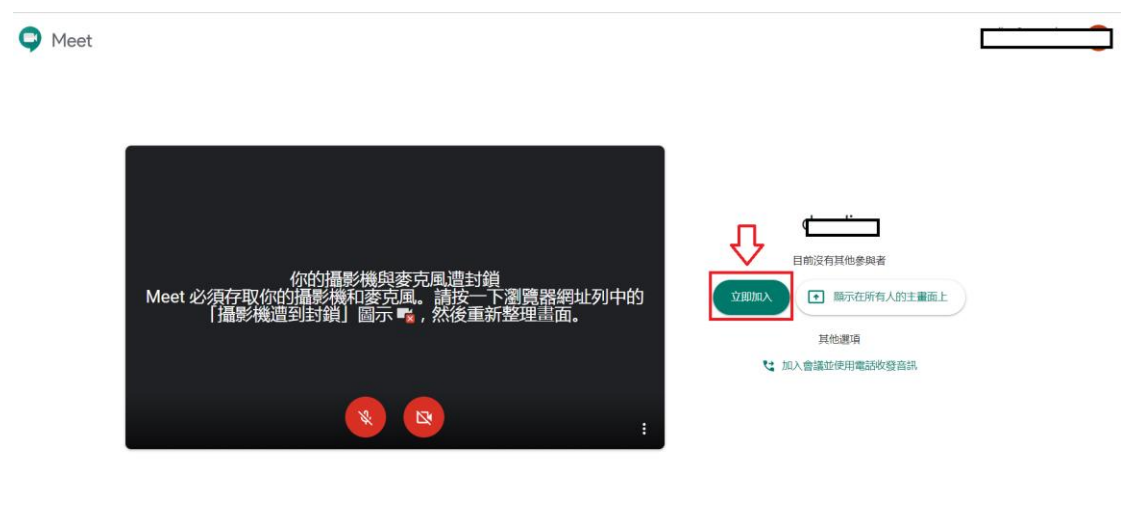 Meet
你的攝影機與麥克風遭封鎖
Meet 必須存取你的攝影機和麥克風。請按一下瀏覽器網址列中的
「攝影機遭到封鎖」圖示 , 然後重新整理畫面。
目前沒有其他參與者
立即加入
顯示在所有人的主畫面上
其他選項
加入會議並使用電話收發音訊